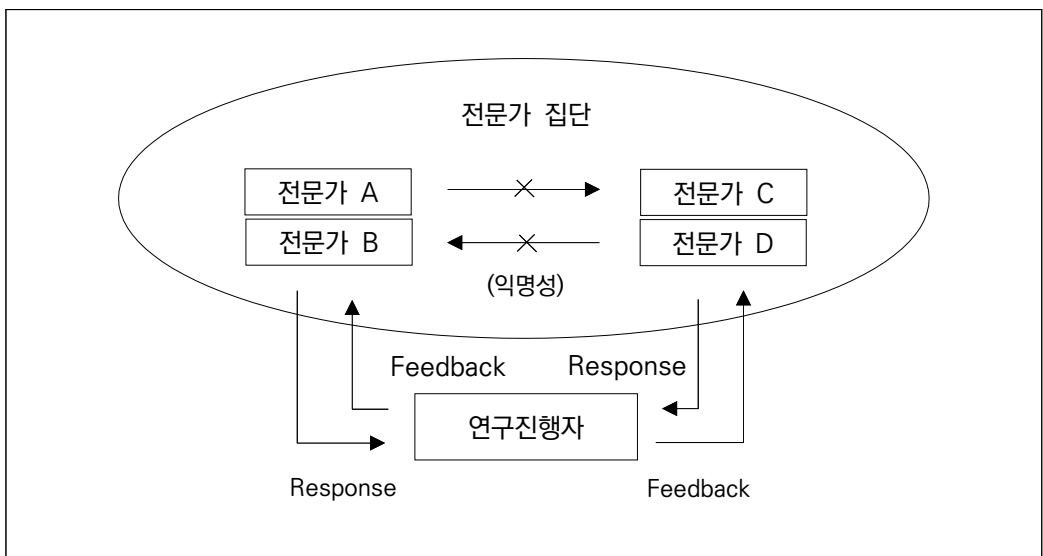 전문가 집단
전문가 A
전문가 C
전문가 B
전문가 D
(익명성)
Feedback
Response
연구진행자
Response
Feedback